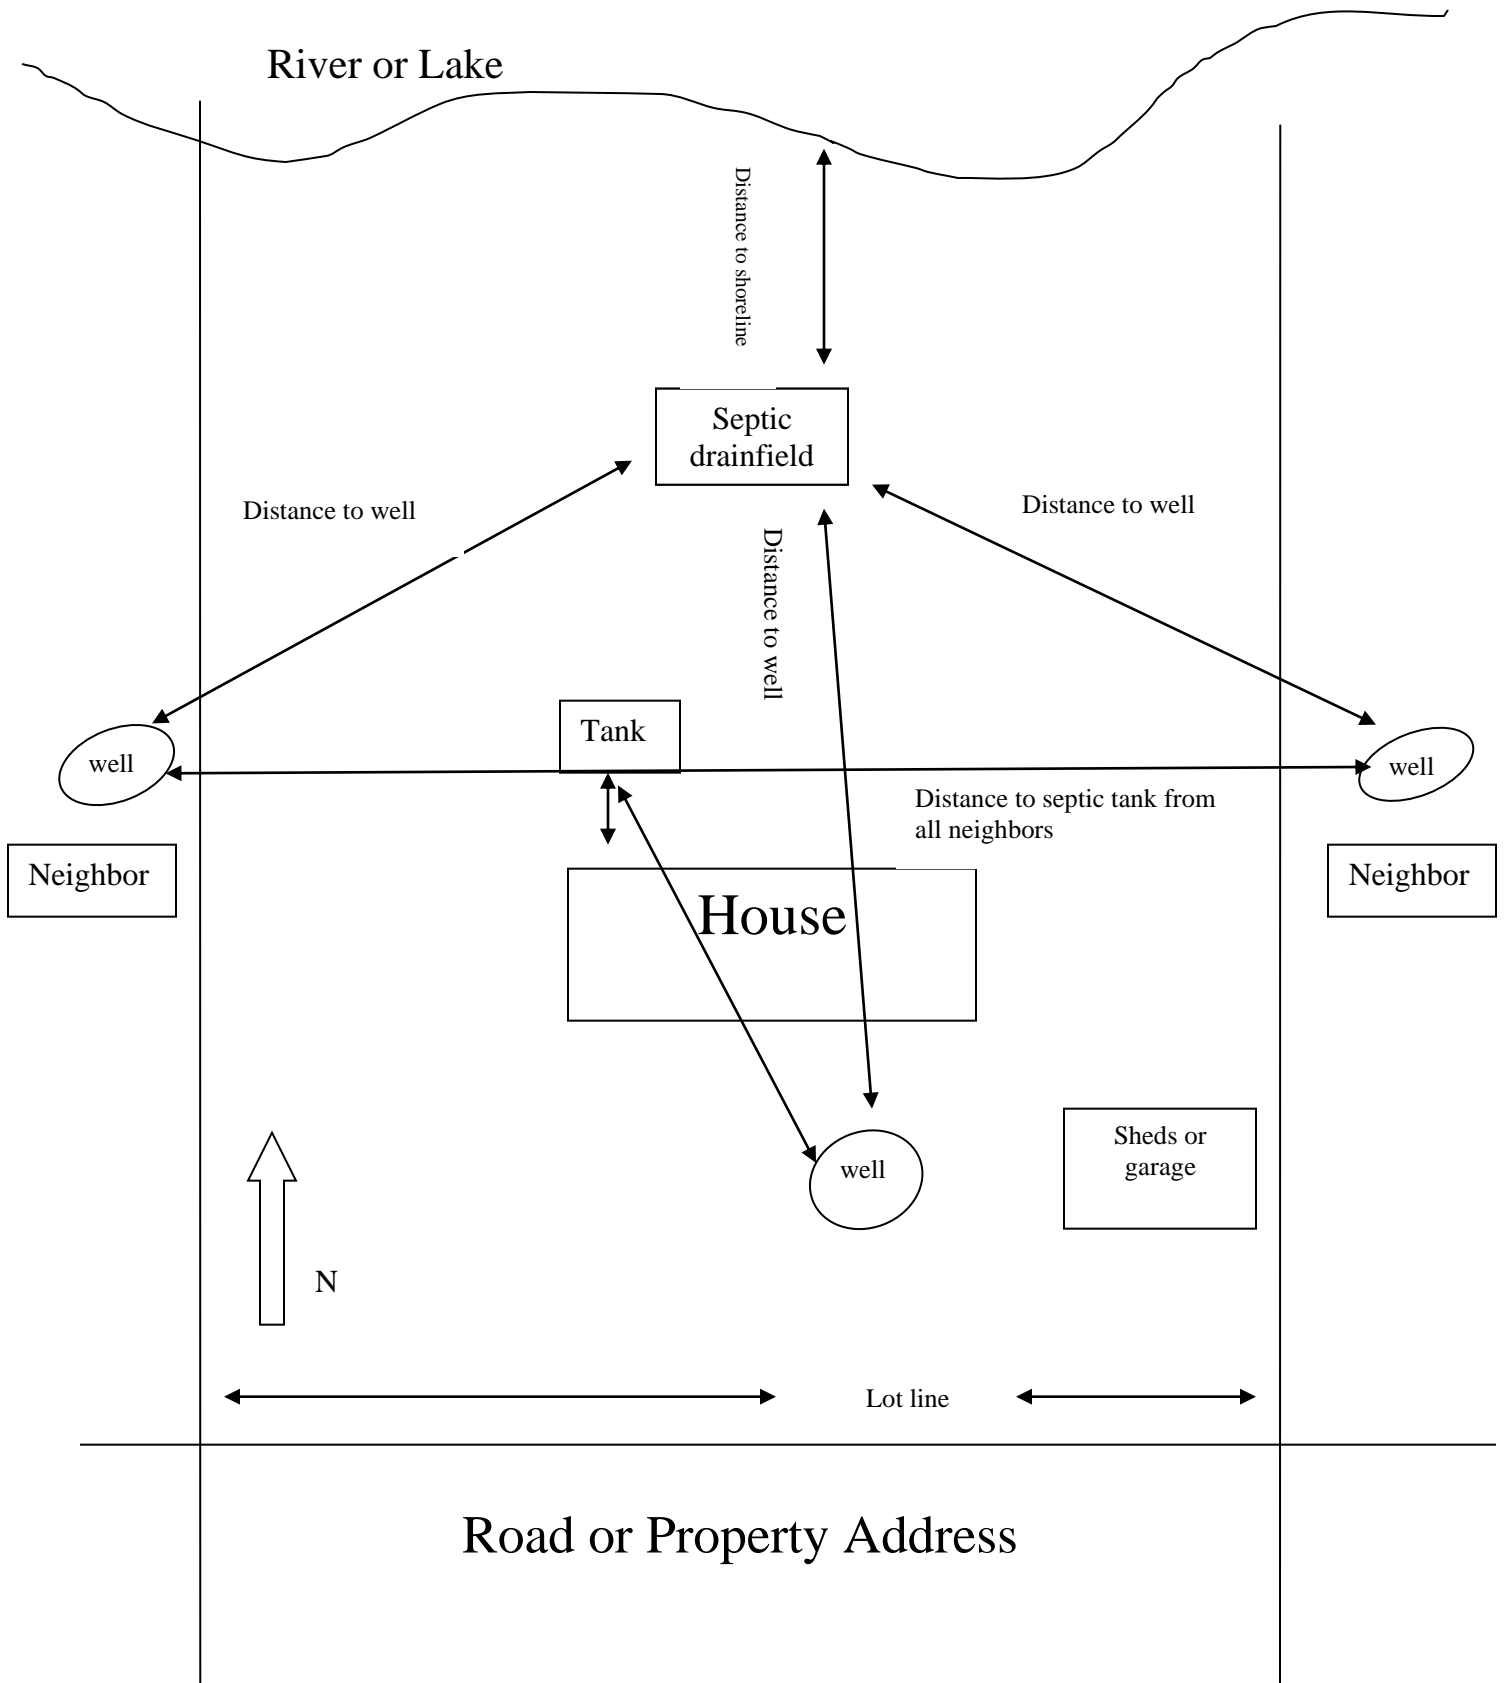 River or Lake
Distance to shoreline
Septic
drainfield
Distance to well
Distance to well
Distance to well
Tank
well
well
Distance to septic tank from
all neighbors
Neighbor
Neighbor
House
Sheds or
garage
well
N
Lot line
Road or Property Address